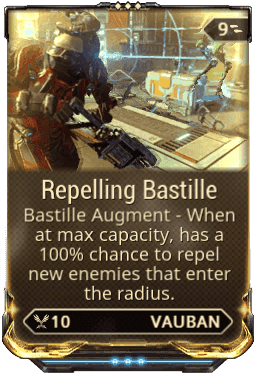 9
Repelling Bastille
Bastille Augment - When
at max capacity, has a
100% chance to repel
new enemies that enter
the radius.
10 VAUBAN